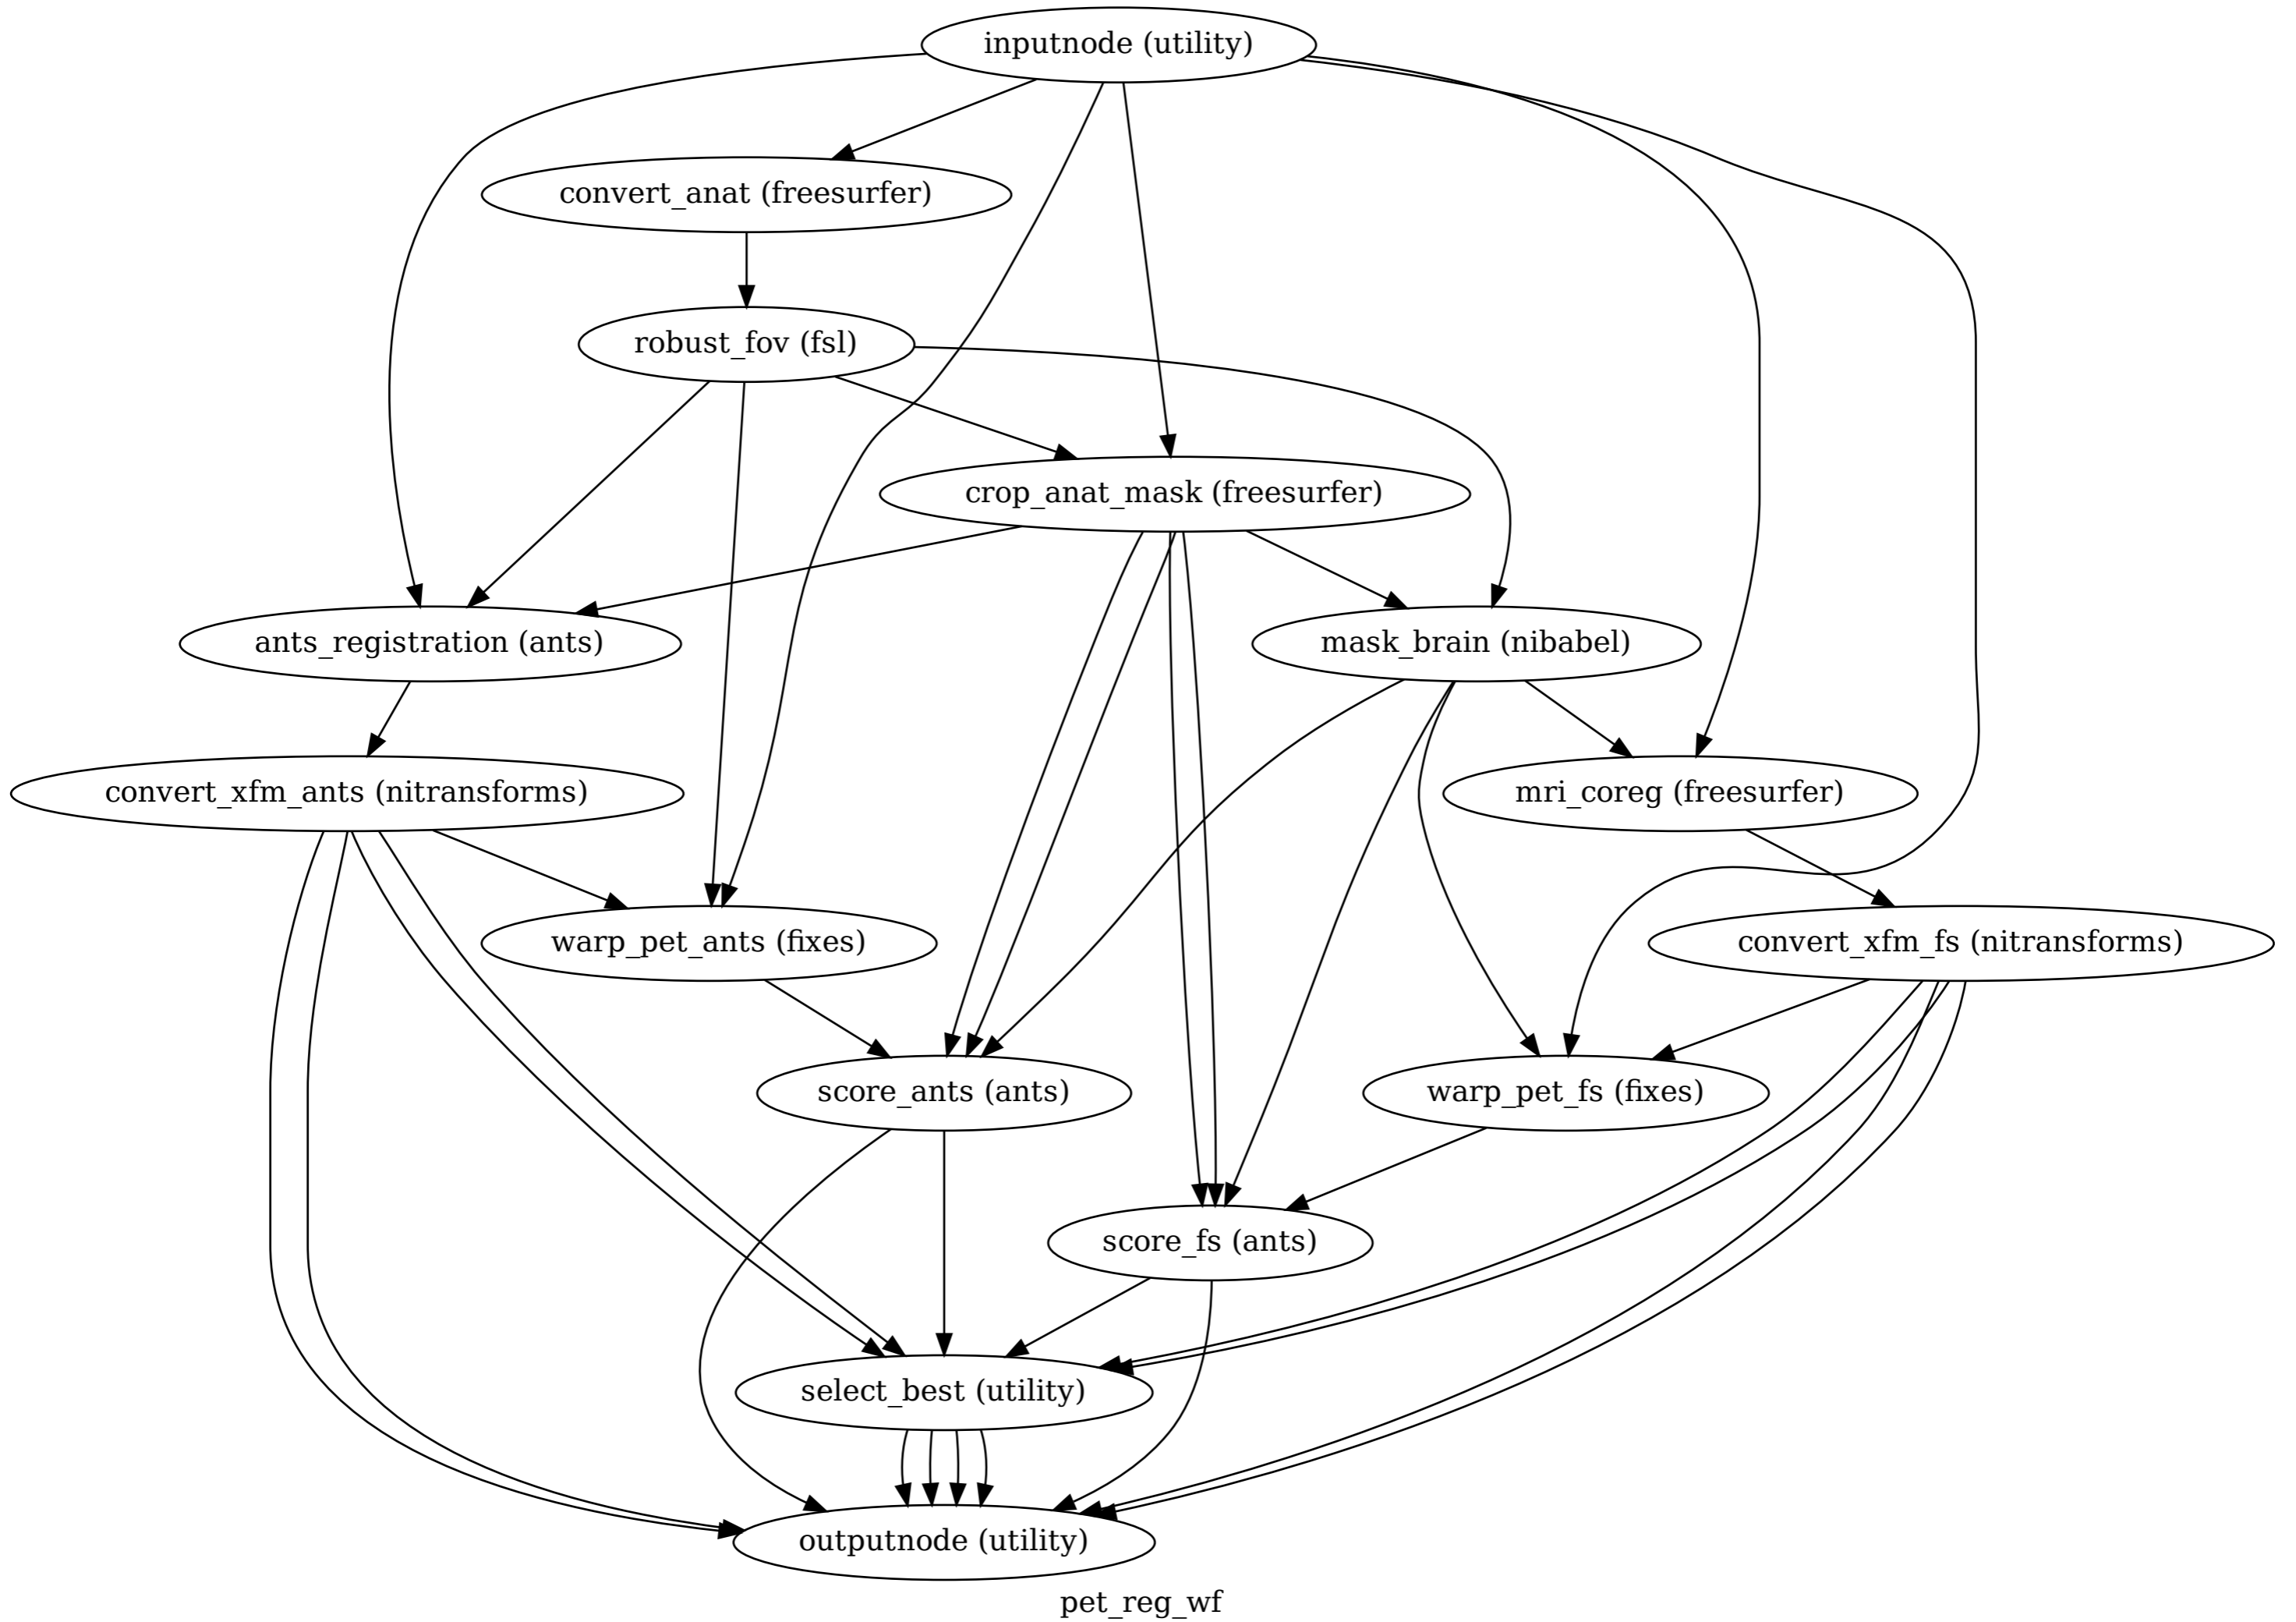 inputnode (utility)
convert_anat (freesurfer)
robust_fov (fsl)
crop_anat_mask (freesurfer)
ants_registration (ants)
mask_brain (nibabel)
convert_xfm_ants (nitransforms)
mri_coreg (freesurfer)
warp_pet_ants (fixes)
convert_xfm_fs (nitransforms)
score_ants (ants)
warp_pet_fs (fixes)
score_fs (ants)
select_best (utility)
outputnode (utility)
pet_reg_wf